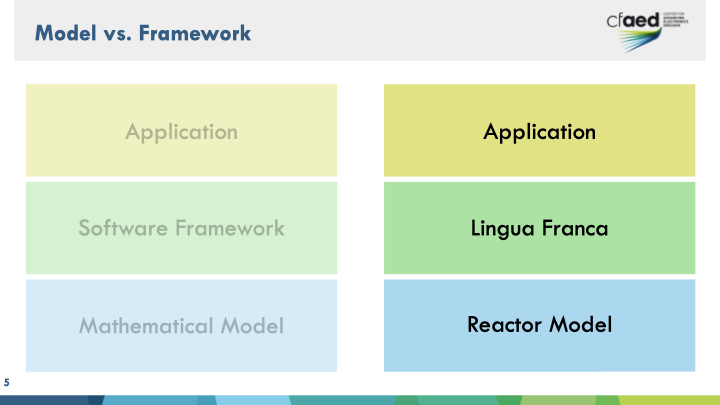 Model vs. Framework
cfaed
CENTER FOR
ADVANCING
ELECTRONICS
DRESDEN
Application
Software Framework
Mathematical Model
Application
Lingua Franca
Reactor Model
5